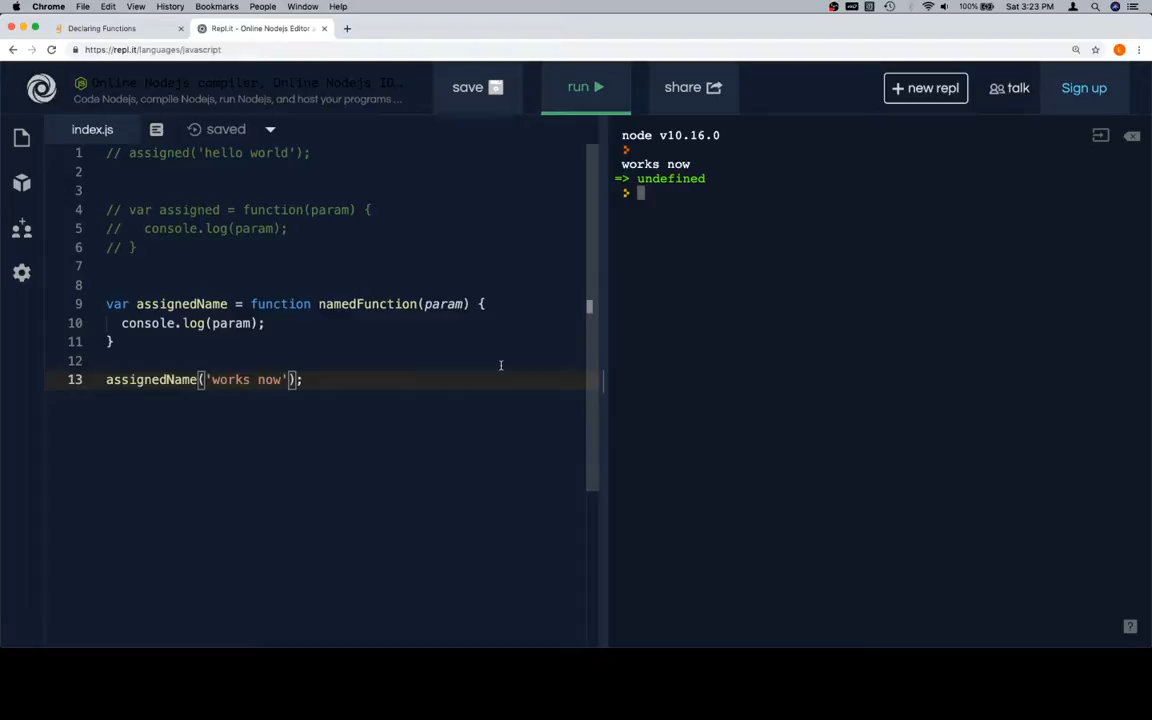 Chrome File Edit View History Bookmarks People Window Help 100% Sat 3:23 PM
Declaring Functions Repl.it - Online Nodejs Editor a
https://repl.it/languages/javascript
Online Nodejs compiler, Online Nodejs ID...
Code Nodejs, compile Nodejs, run Nodejs, and host your programs ...
save run share + new repl talk Sign up
index.js saved
1 // assigned('hello world');
2
3
4 // var assigned = function(param) {
5 //   console.log(param);
6 // }
7
8
9 var assignedName = function namedFunction(param) {
10   console.log(param);
11 }
12
13 assignedName('works now');
node v10.16.0
works now
=> undefined
?